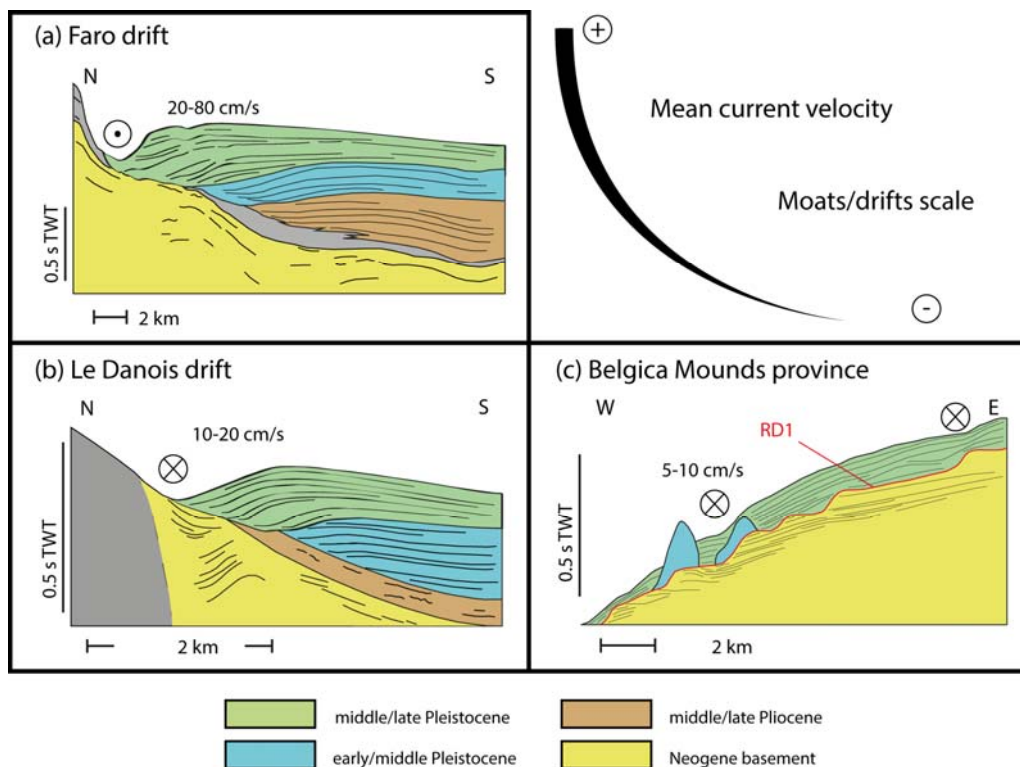 (a) Faro drift
N
S
20-80 cm/s
0.5 s TWT
2 km
+
Mean current velocity
Moats/drifts scale
-
(b) Le Danois drift
N
S
10-20 cm/s
0.5 s TWT
2 km
(c) Belgica Mounds province
W
E
RD1
5-10 cm/s
0.5 s TWT
2 km
middle/late Pleistocene
middle/late Pliocene
early/middle Pleistocene
Neogene basement